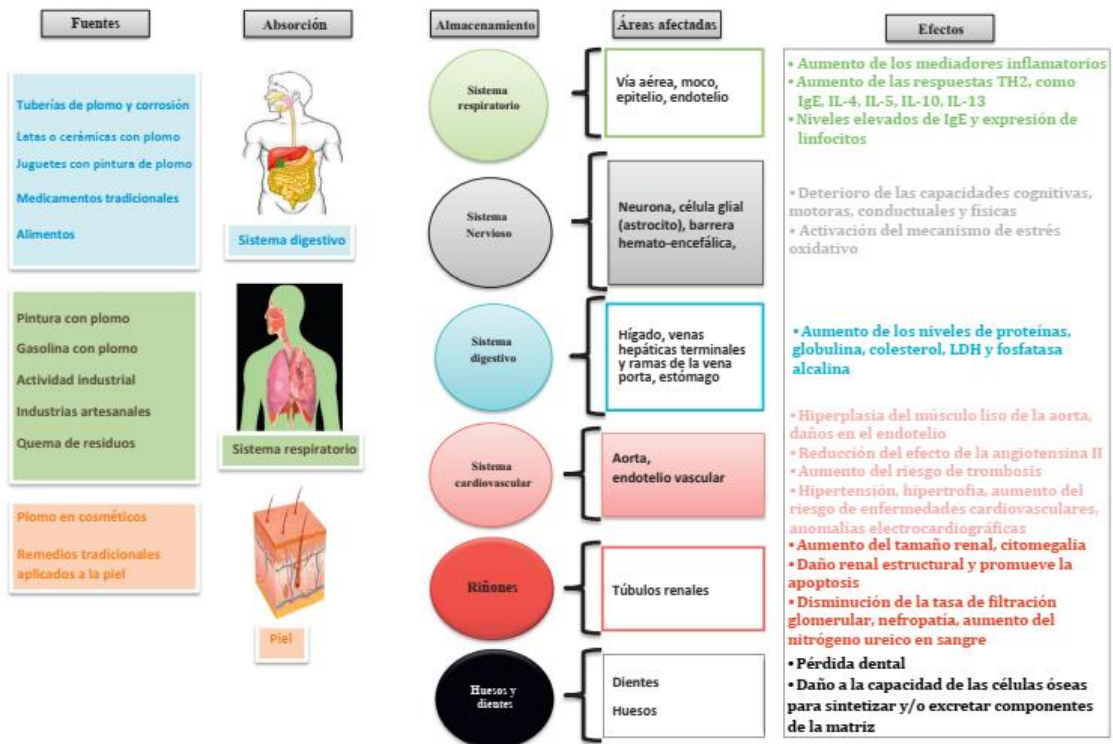 Fuentes
Tuberías de plomo y corrosión
Latas o cerámicas con plomo
Juguetes con pintura de plomo
Medicamentos tradicionales
Alimentos
Pintura con plomo
Gasolina con plomo
Actividad industrial
Industrias artesanales
Quema de residuos
Plomo en cosméticos
Remedios tradicionales
aplicados a la piel
Absorción
Sistema digestivo
Sistema respiratorio
Piel
Almacenamiento
Sistema
respiratorio
Sistema
Nervioso
Sistema
digestivo
Sistema
cardiovascular
Riñones
Huesos y
dientes
Áreas afectadas
Vía aérea, moco,
epitelio, endotelio
Neurona, célula glial
(astrocito), barrera
hemato-encefálica,
Hígado, venas
hepáticas terminales
y ramas de la vena
porta, estómago
Aorta,
endotelio vascular
Túbulos renales
Dientes
Huesos
Efectos
• Aumento de los mediadores inflamatorios
• Aumento de las respuestas TH2, como
IgE, IL-4, IL-5, IL-10, IL-13
• Niveles elevados de IgE y expresión de
linfocitos
• Deterioro de las capacidades cognitivas,
motoras, conductuales y físicas
• Activación del mecanismo de estrés
oxidativo
• Aumento de los niveles de proteínas,
globulina, colesterol, LDH y fosfatasa
alcalina
• Hiperplasia del músculo liso de la aorta,
daños en el endotelio
• Reducción del efecto de la angiotensina II
• Aumento del riesgo de trombosis
• Hipertensión, hipertrofia, aumento del
riesgo de enfermedades cardiovasculares,
anomalías electrocardiográficas
• Aumento del tamaño renal, citomegalia
• Daño renal estructural y promueve la
apoptosis
• Disminución de la tasa de filtración
glomerular, nefropatía, aumento del
nitrógeno ureico en sangre
• Pérdida dental
• Daño a la capacidad de las células óseas
para sintetizar y/o excretar componentes
de la matriz